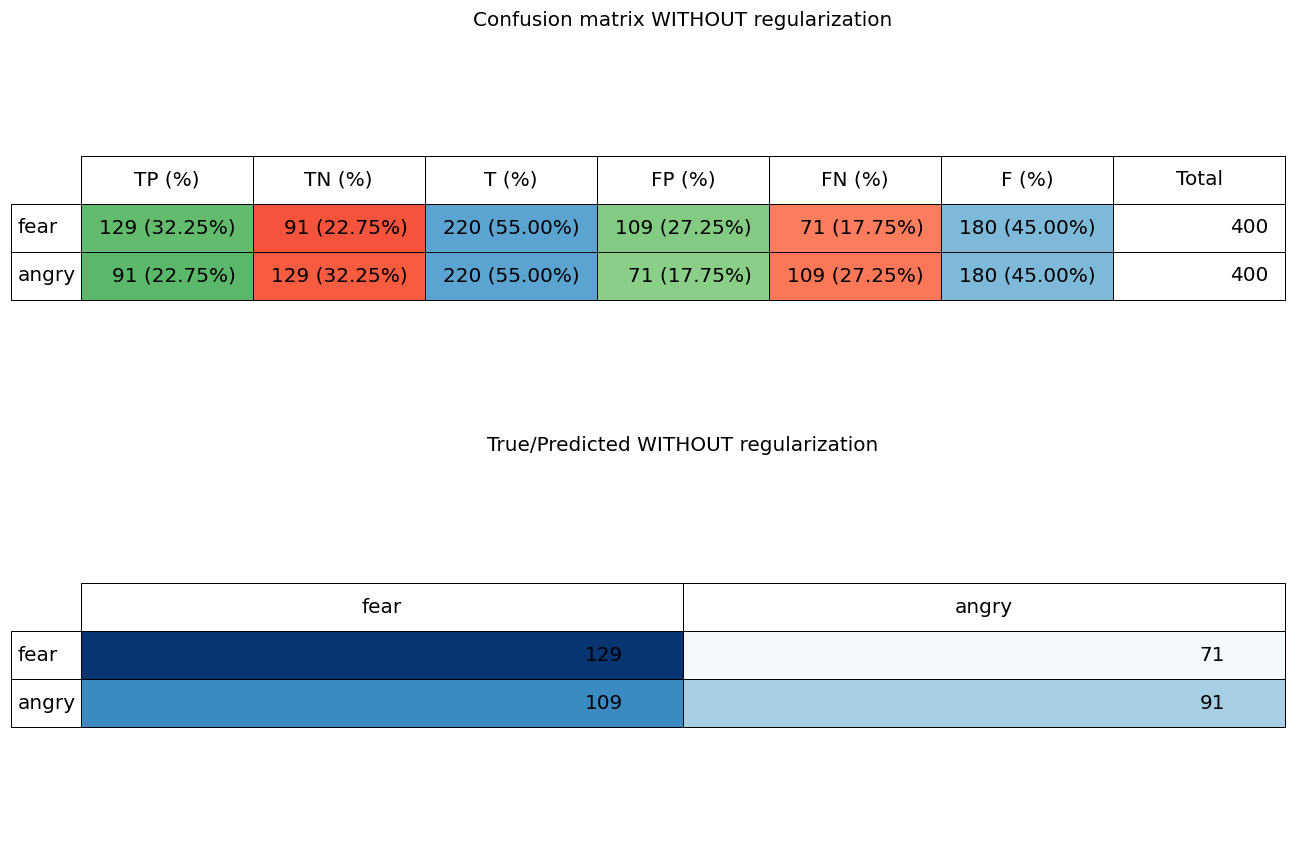 Confusion matrix WITHOUT regularization
TP (%) TN (%) T (%) FP (%) FN (%) F (%) Total
fear 129 (32.25%) 91 (22.75%) 220 (55.00%) 109 (27.25%) 71 (17.75%) 180 (45.00%) 400
angry 91 (22.75%) 129 (32.25%) 220 (55.00%) 71 (17.75%) 109 (27.25%) 180 (45.00%) 400
True/Predicted WITHOUT regularization
fear angry
fear 129 71
angry 109 91